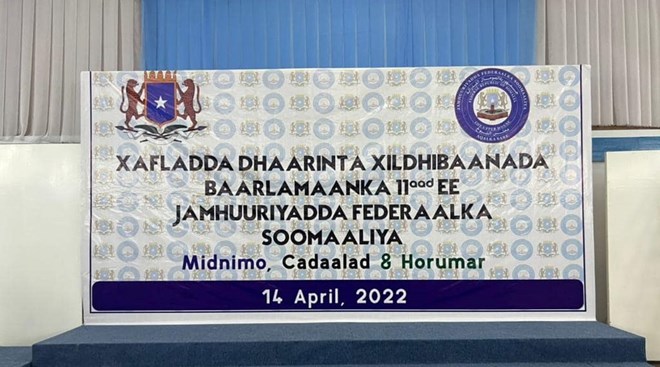 XAFLADDA DHAARINTA XILDHIBAANADA
BAARLAMAANKA 11aad EE
JAMHUURIYADDA FEDERAALKA
SOOMAALIYA
Midnimo, Cadaalad & Horumar
14 April, 2022